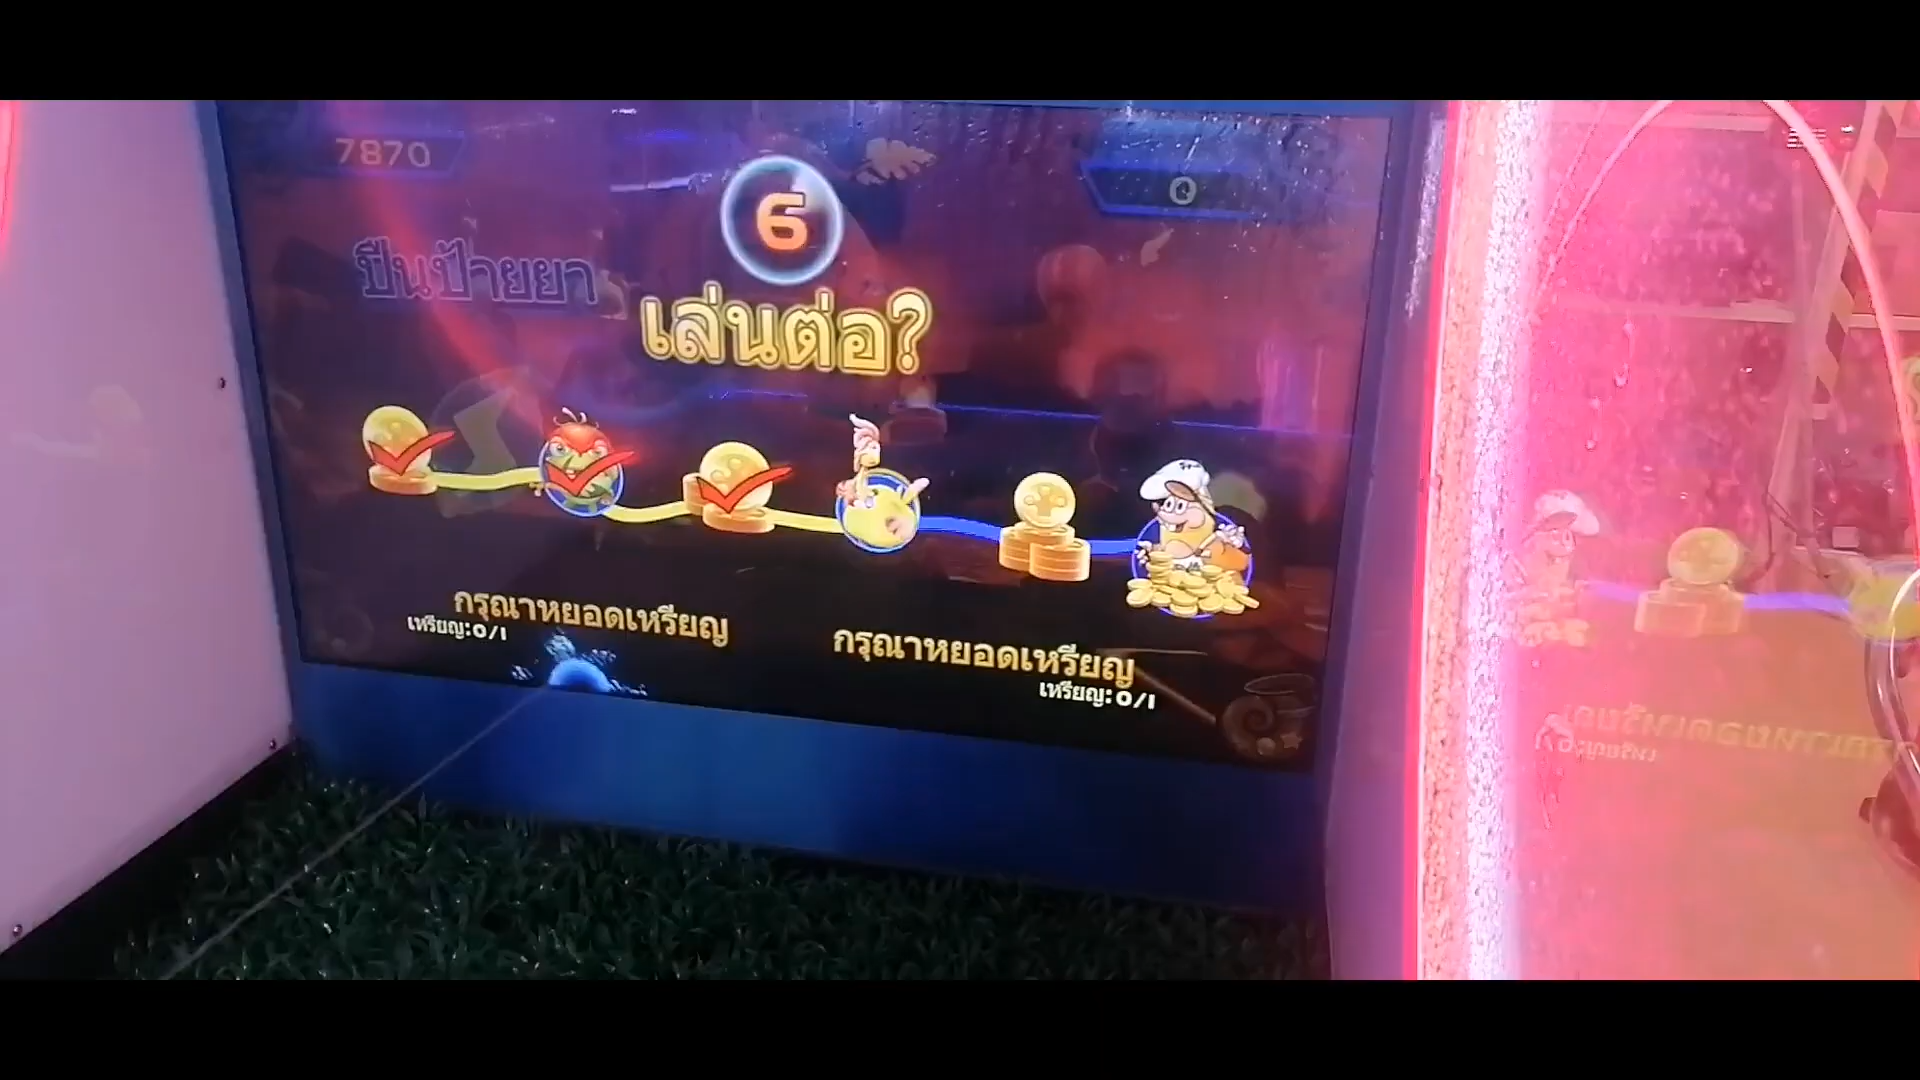 7870
0
6
ปืนป้ายยา
เล่นต่อ?
กรุณาหยอดเหรียญ
เหรียญ:0/1
กรุณาหยอดเหรียญ
เหรียญ:0/1